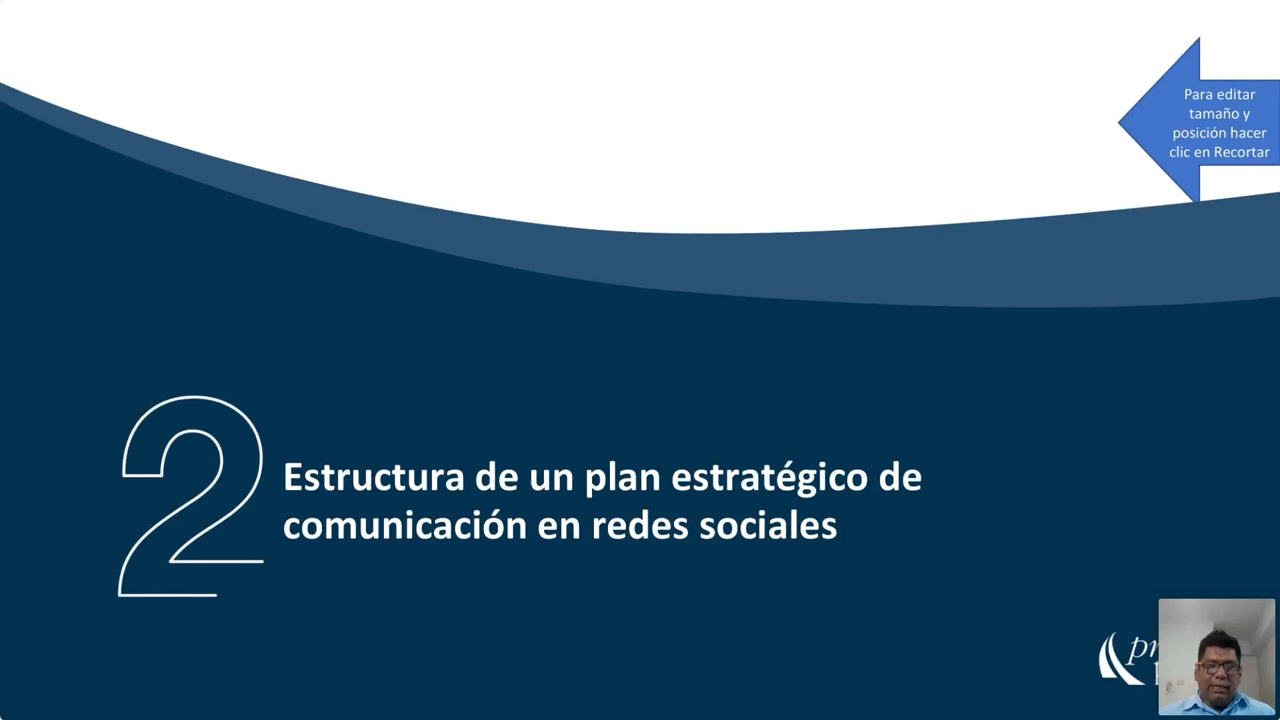 Para editar
tamaño y
posición hacer
clic en Recortar
2
Estructura de un plan estratégico de
comunicación en redes sociales